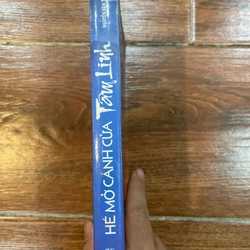 HÉ MỞ CÁNH CỬA
Tâm Linh